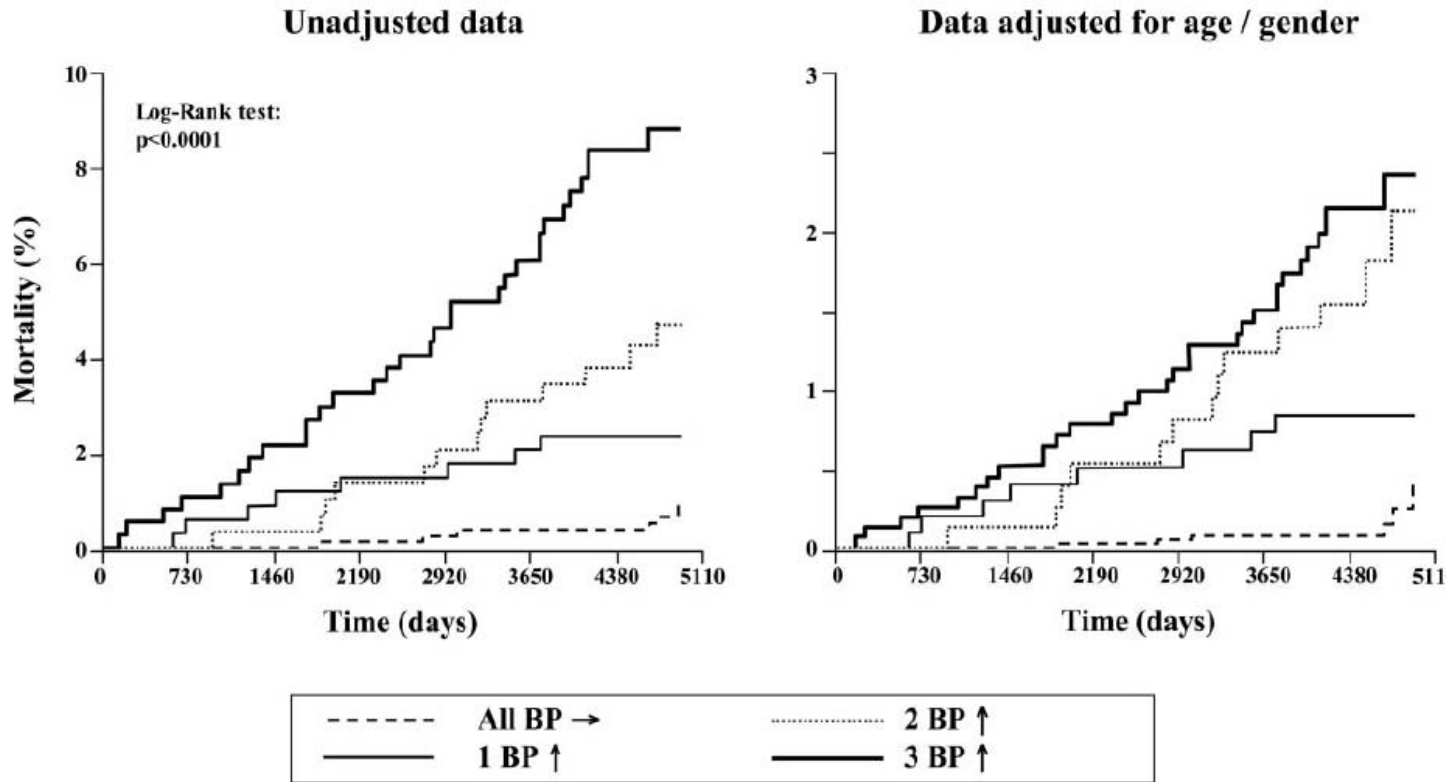 Unadjusted data
Log-Rank test:
p<0.0001
10
8
6
4
2
0
Mortality (%)
0 730 1460 2190 2920 3650 4380 5110
Time (days)
Data adjusted for age / gender
3
2
1
0
0 730 1460 2190 2920 3650 4380 511
Time (days)
All BP → 2 BP ↑
1 BP ↑ 3 BP ↑